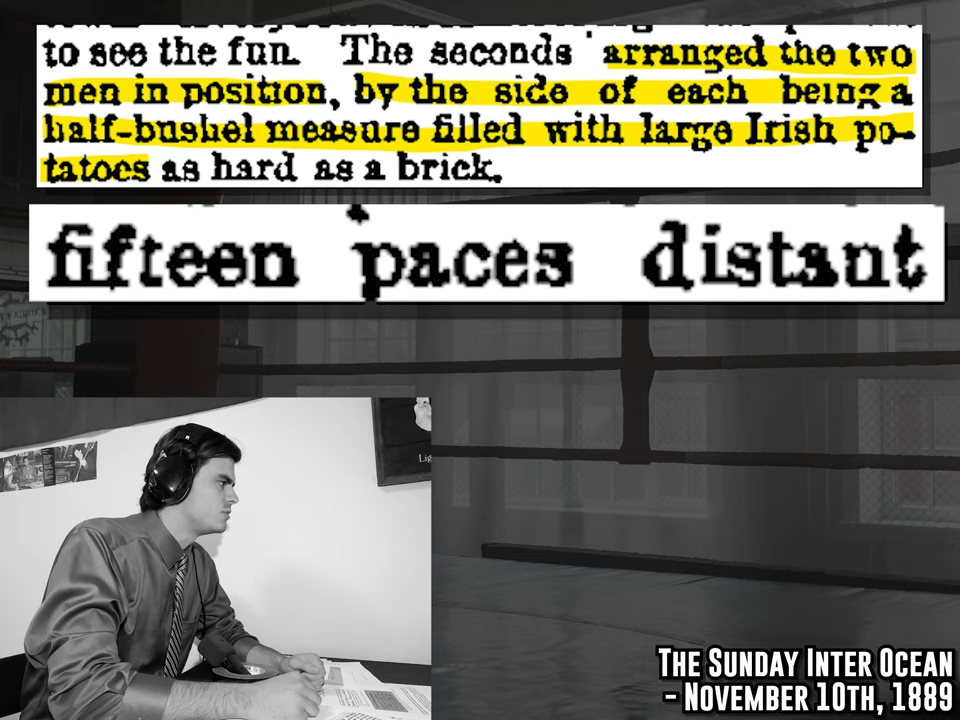 to see the fun. The seconds arranged the two
men in position, by the side of each being a
half-bushel measure filled with large Irish po-
tatoes as hard as a brick.
fifteen paces distant
Lig
THE SUNDAY INTER OCEAN
- NOVEMBER 10TH, 1889